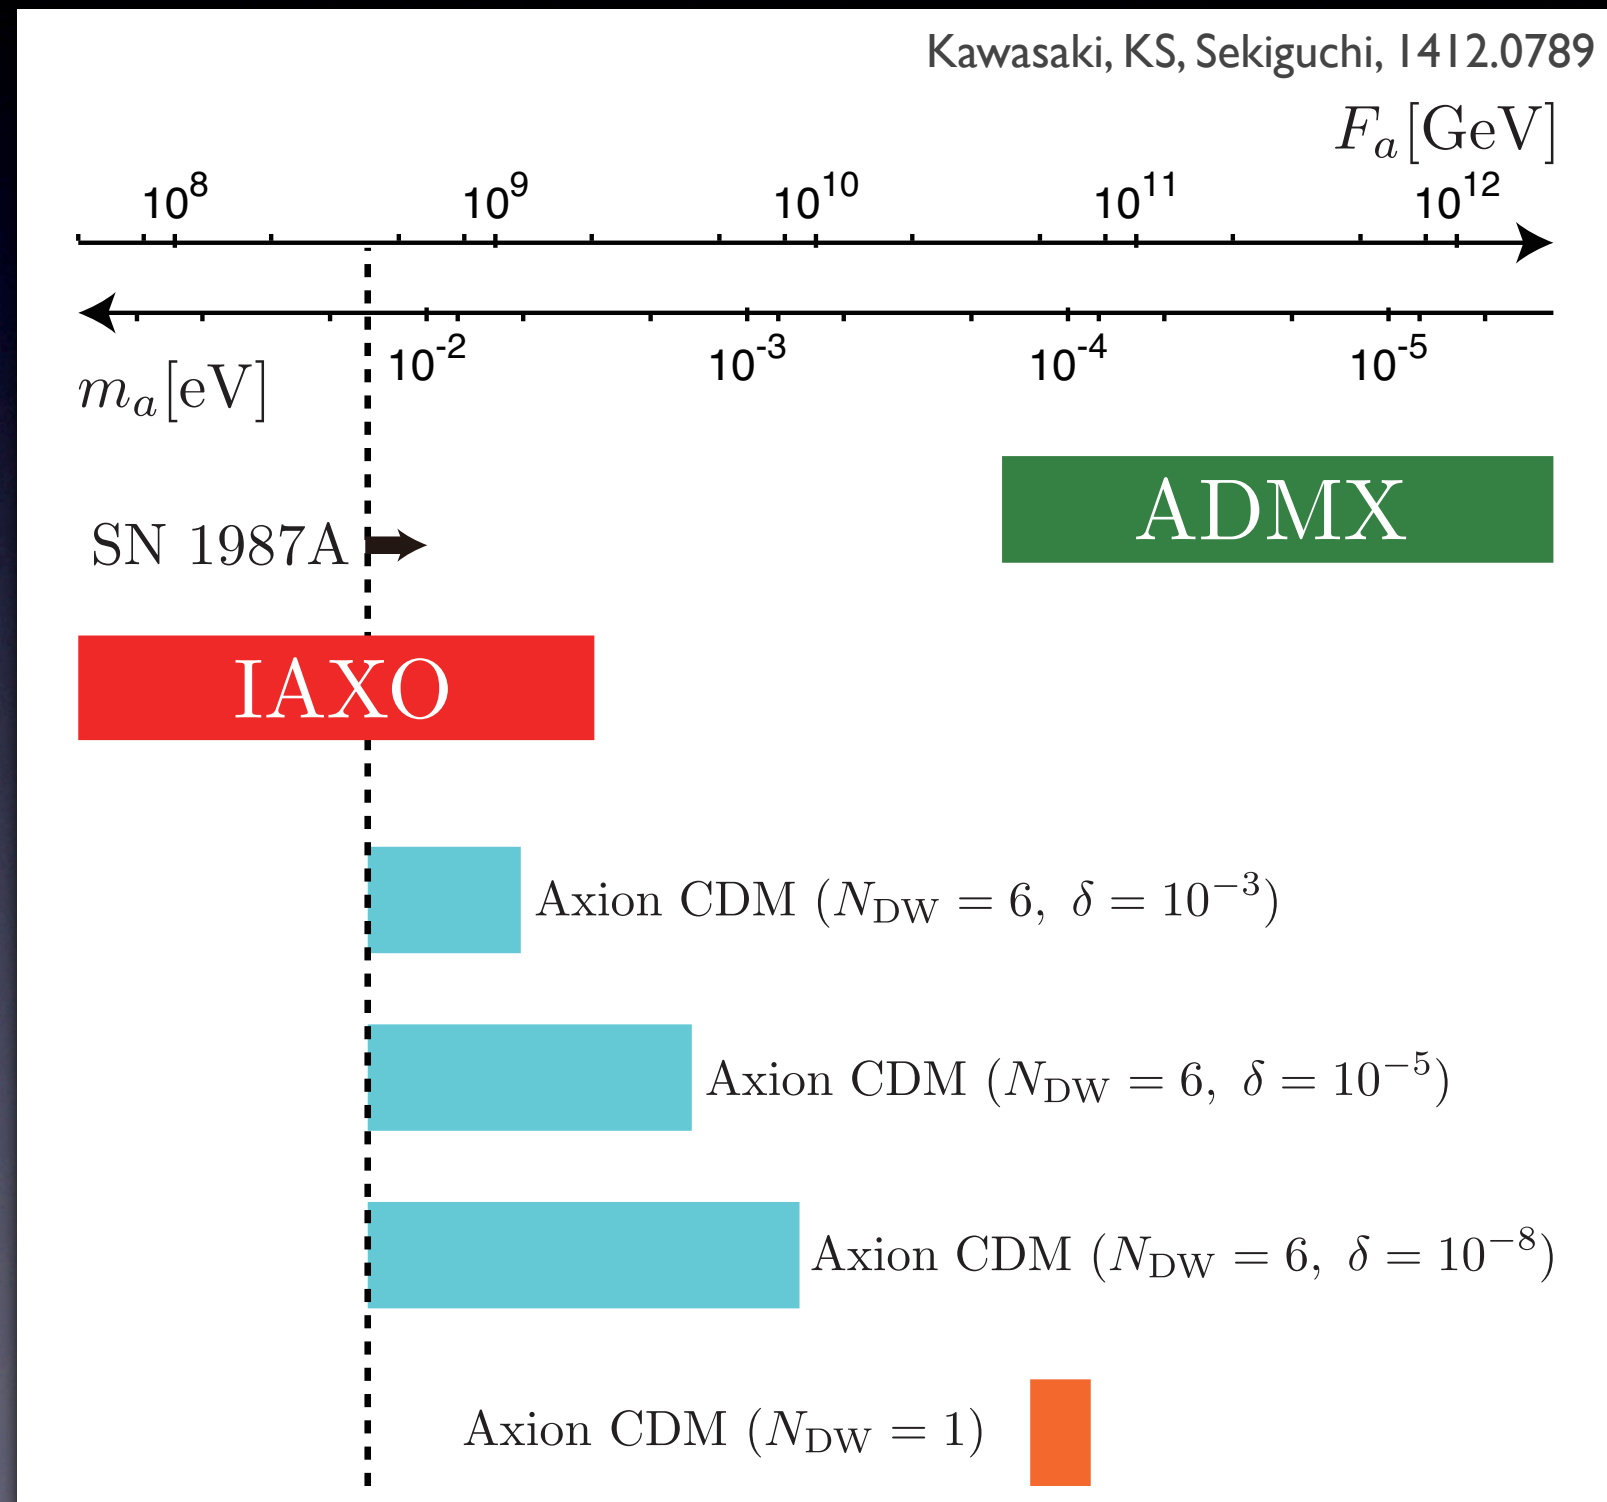 Kawasaki, KS, Sekiguchi, 1412.0789
F_a[GeV]
10^8 10^9 10^10 10^11 10^12
10^-2 10^-3 10^-4 10^-5
m_a[eV]
ADMX
SN 1987A
IAXO
Axion CDM (N_DW = 6, δ = 10^−3)
Axion CDM (N_DW = 6, δ = 10^−5)
Axion CDM (N_DW = 6, δ = 10^−8)
Axion CDM (N_DW = 1)